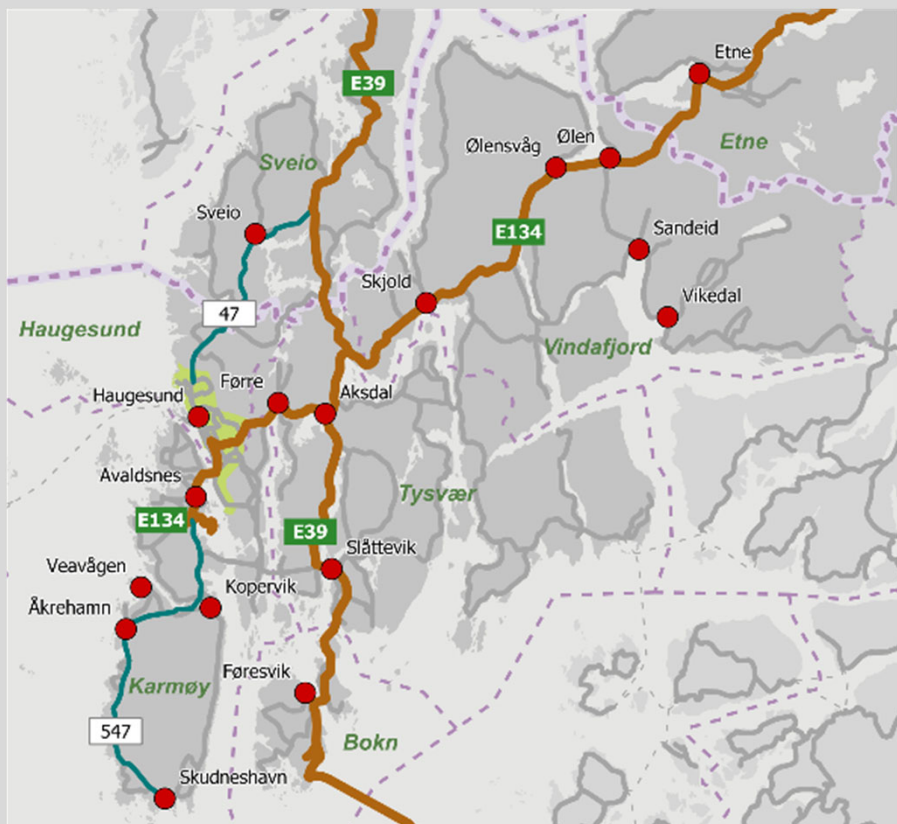 Etne
E39
Ølensvåg
Ølen
Etne
Sveio
Sveio
E134
Sandeid
Skjold
Vikedal
47
Haugesund
Vindafjord
Førre
Haugesund
Aksdal
Avaldsnes
Tysvær
E134
E39
Slåttevik
Veavågen
Kopervik
Åkrehamn
Føresvik
Karmøy
547
Bokn
Skudneshavn